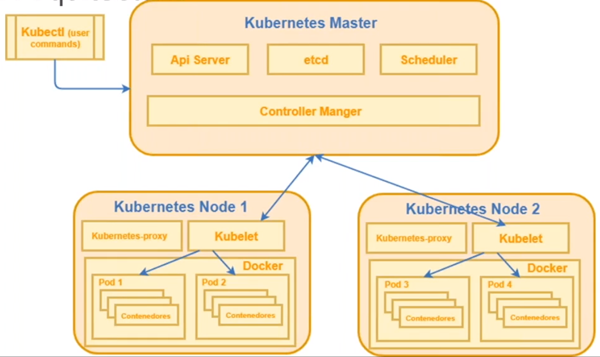 Kubernetes Master
Kubectl (user
commands)
Api Server
etcd
Scheduler
Controller Manger
Kubernetes Node 1
Kubernetes-proxy
Kubelet
Docker
Pod 1
Contenedores
Pod 2
Contenedores
Kubernetes Node 2
Kubernetes-proxy
Kubelet
Docker
Pod 3
Contenedores
Pod 4
Contenedores